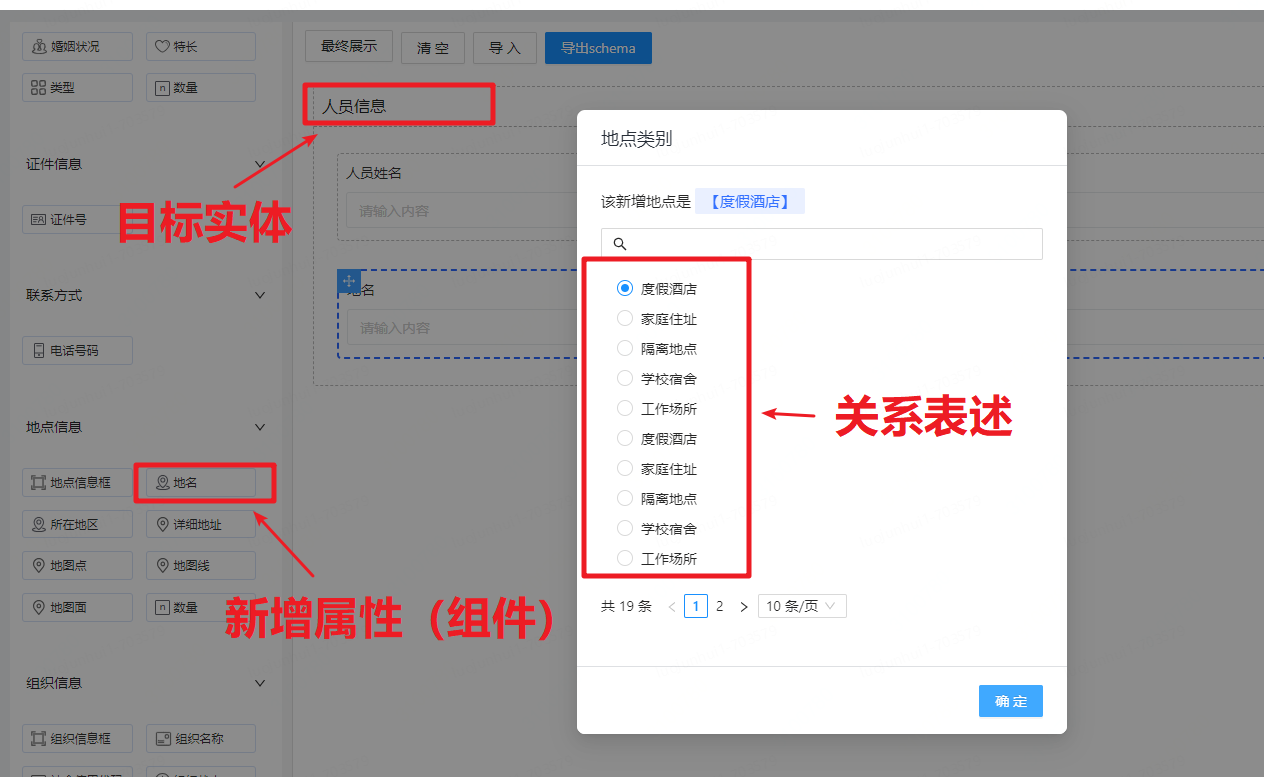 婚姻状况
特长
类型
数量
证件信息
证件号
联系方式
电话号码
地点信息
地点信息框
地名
所在地区
详细地址
地图点
地图线
地图面
数量
组织信息
组织信息框
组织名称
最终展示
清 空
导 入
导出schema
人员信息
人员姓名
请输入内容
地名
请输入内容
地点类别
该新增地点是 【度假酒店】
度假酒店
家庭住址
隔离地点
学校宿舍
工作场所
度假酒店
家庭住址
隔离地点
学校宿舍
工作场所
共 19 条 < 1 2 > 10 条/页
确 定
目标实体
关系表述
新增属性（组件）